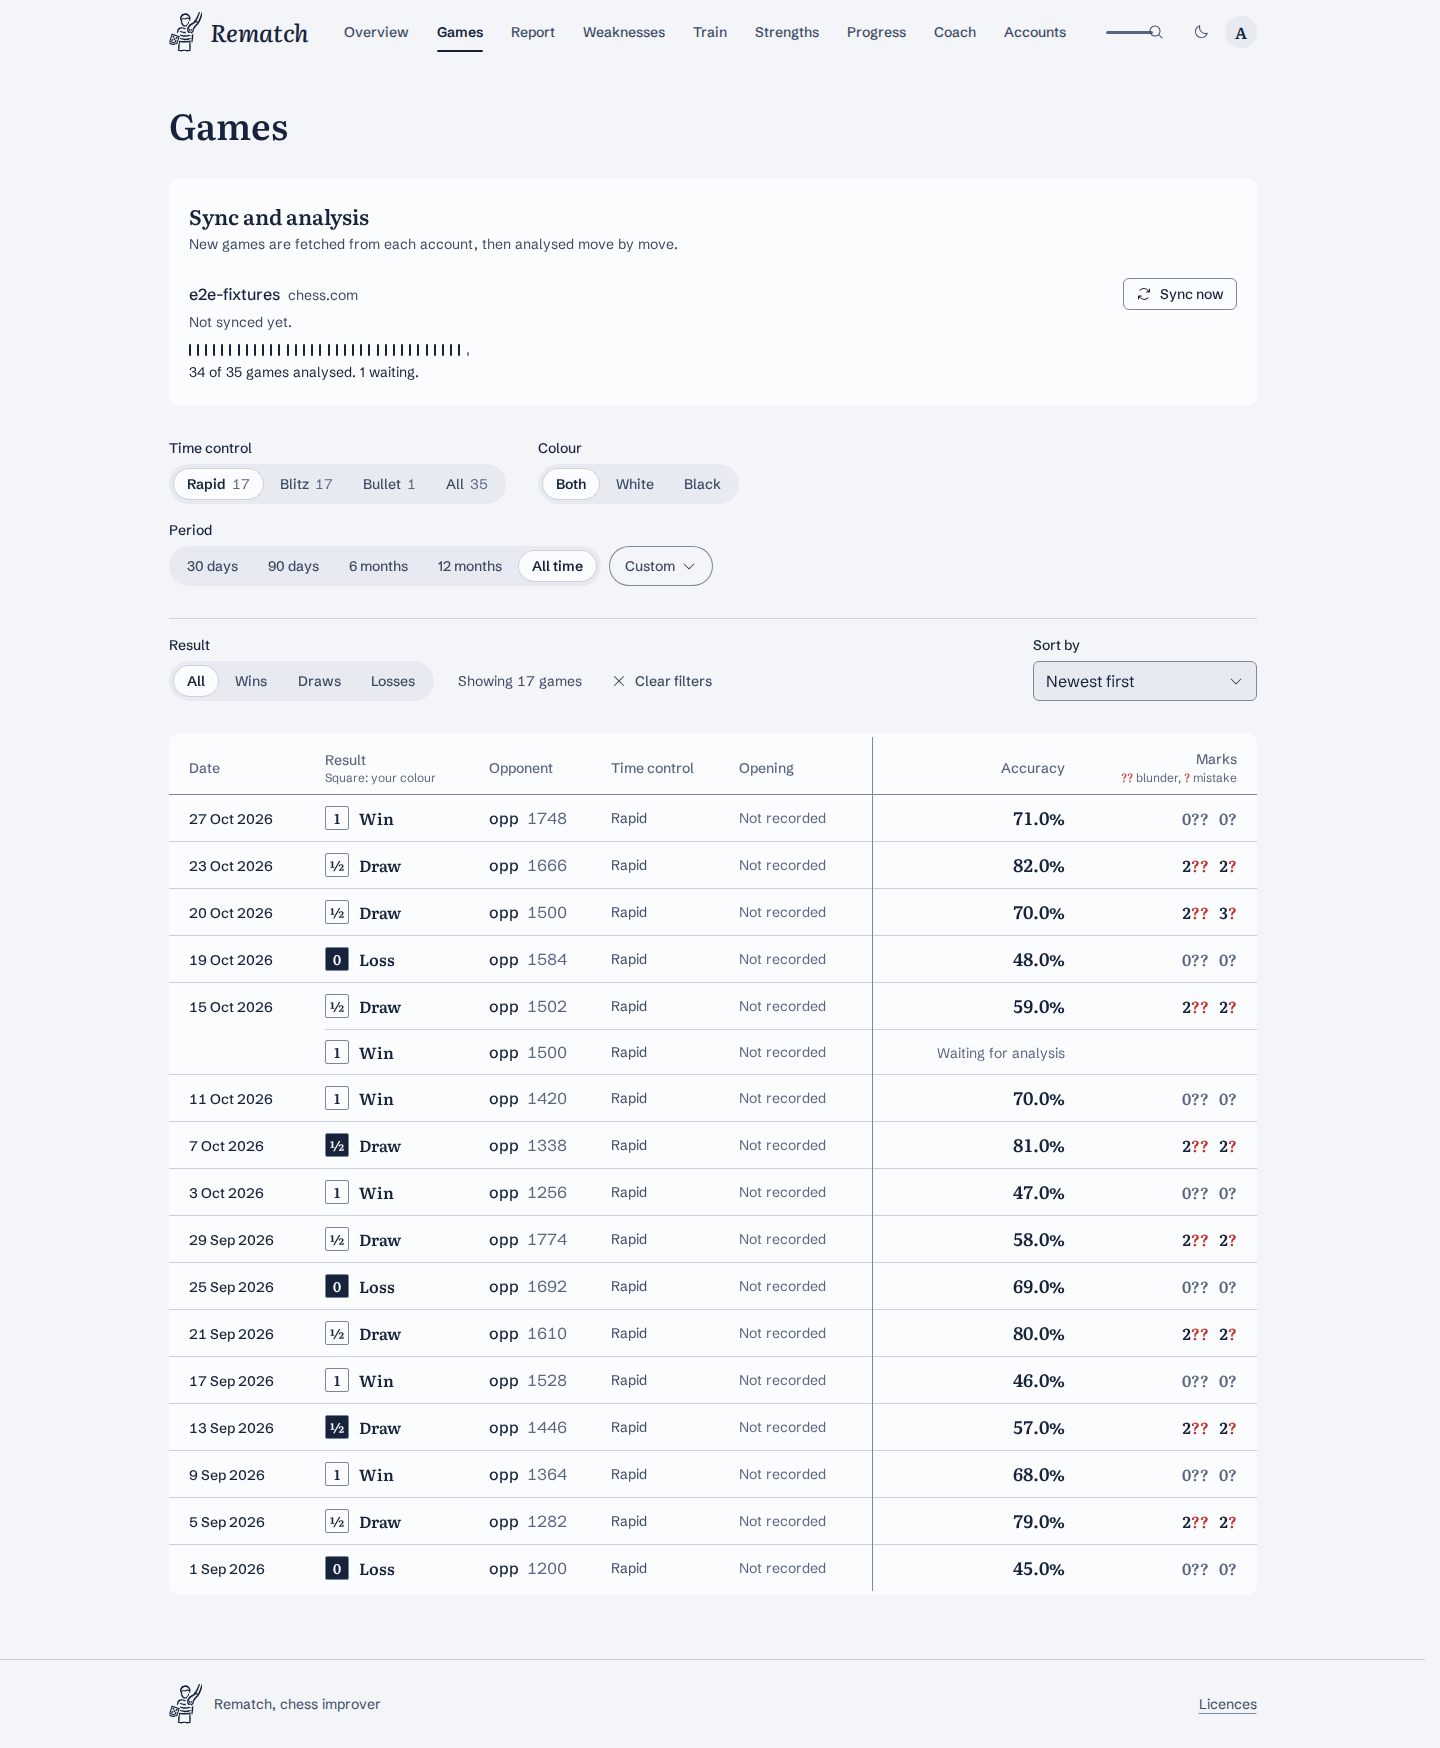 Rematch Overview Games Report Weaknesses Train Strengths Progress Coach Accounts A
Games
Sync and analysis
New games are fetched from each account, then analysed move by move.
e2e-fixtures chess.com Sync now
Not synced yet.
34 of 35 games analysed. 1 waiting.
Time control Colour
Rapid 17 Blitz 17 Bullet 1 All 35 Both White Black
Period
30 days 90 days 6 months 12 months All time Custom
Result Sort by
All Wins Draws Losses Showing 17 games Clear filters Newest first
Date Result Opponent Time control Opening Accuracy Marks
Square: your colour ?? blunder, ? mistake
27 Oct 2026 1 Win opp 1748 Rapid Not recorded 71.0% 0?? 0?
23 Oct 2026 ½ Draw opp 1666 Rapid Not recorded 82.0% 2?? 2?
20 Oct 2026 ½ Draw opp 1500 Rapid Not recorded 70.0% 2?? 3?
19 Oct 2026 0 Loss opp 1584 Rapid Not recorded 48.0% 0?? 0?
15 Oct 2026 ½ Draw opp 1502 Rapid Not recorded 59.0% 2?? 2?
1 Win opp 1500 Rapid Not recorded Waiting for analysis
11 Oct 2026 1 Win opp 1420 Rapid Not recorded 70.0% 0?? 0?
7 Oct 2026 ½ Draw opp 1338 Rapid Not recorded 81.0% 2?? 2?
3 Oct 2026 1 Win opp 1256 Rapid Not recorded 47.0% 0?? 0?
29 Sep 2026 ½ Draw opp 1774 Rapid Not recorded 58.0% 2?? 2?
25 Sep 2026 0 Loss opp 1692 Rapid Not recorded 69.0% 0?? 0?
21 Sep 2026 ½ Draw opp 1610 Rapid Not recorded 80.0% 2?? 2?
17 Sep 2026 1 Win opp 1528 Rapid Not recorded 46.0% 0?? 0?
13 Sep 2026 ½ Draw opp 1446 Rapid Not recorded 57.0% 2?? 2?
9 Sep 2026 1 Win opp 1364 Rapid Not recorded 68.0% 0?? 0?
5 Sep 2026 ½ Draw opp 1282 Rapid Not recorded 79.0% 2?? 2?
1 Sep 2026 0 Loss opp 1200 Rapid Not recorded 45.0% 0?? 0?
Rematch, chess improver Licences